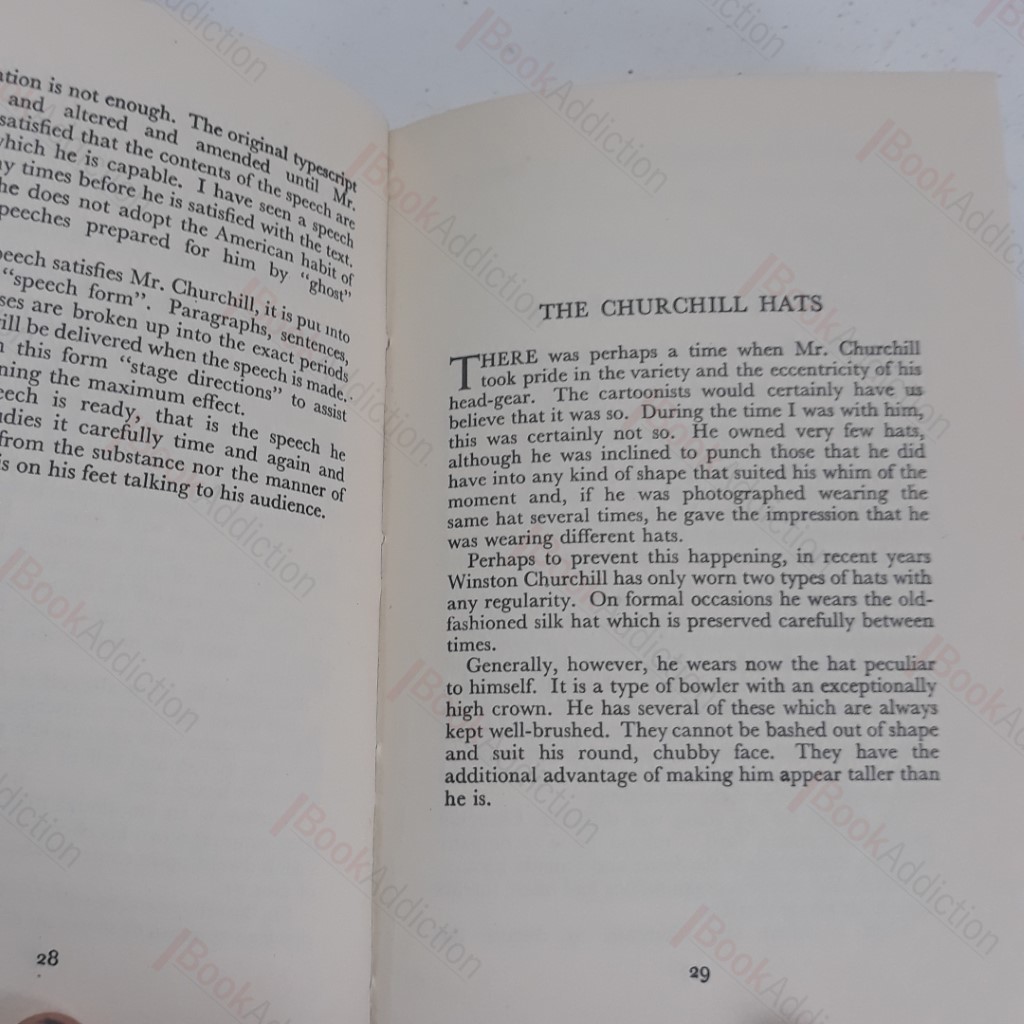 tion is not enough. The original typescript
and altered and amended until Mr.
satisfied that the contents of the speech are
hich he is capable. I have seen a speech
y times before he is satisfied with the text.
he does not adopt the American habit of
peeches prepared for him by "ghost"
eech satisfies Mr. Churchill, it is put into
"speech form". Paragraphs, sentences,
ses are broken up into the exact periods
ill be delivered when the speech is made.
this form "stage directions" to assist
ning the maximum effect.
eech is ready, that is the speech he
dies it carefully time and again and
from the substance nor the manner of
is on his feet talking to his audience.
28
THE CHURCHILL HATS
THERE was perhaps a time when Mr. Churchill
took pride in the variety and the eccentricity of his
head-gear. The cartoonists would certainly have us
believe that it was so. During the time I was with him,
this was certainly not so. He owned very few hats,
although he was inclined to punch those that he did
have into any kind of shape that suited his whim of the
moment and, if he was photographed wearing the
same hat several times, he gave the impression that he
was wearing different hats.
Perhaps to prevent this happening, in recent years
Winston Churchill has only worn two types of hats with
any regularity. On formal occasions he wears the old-
fashioned silk hat which is preserved carefully between
times.
Generally, however, he wears now the hat peculiar
to himself. It is a type of bowler with an exceptionally
high crown. He has several of these which are always
kept well-brushed. They cannot be bashed out of shape
and suit his round, chubby face. They have the
additional advantage of making him appear taller than
he is.
29
BookAddiction